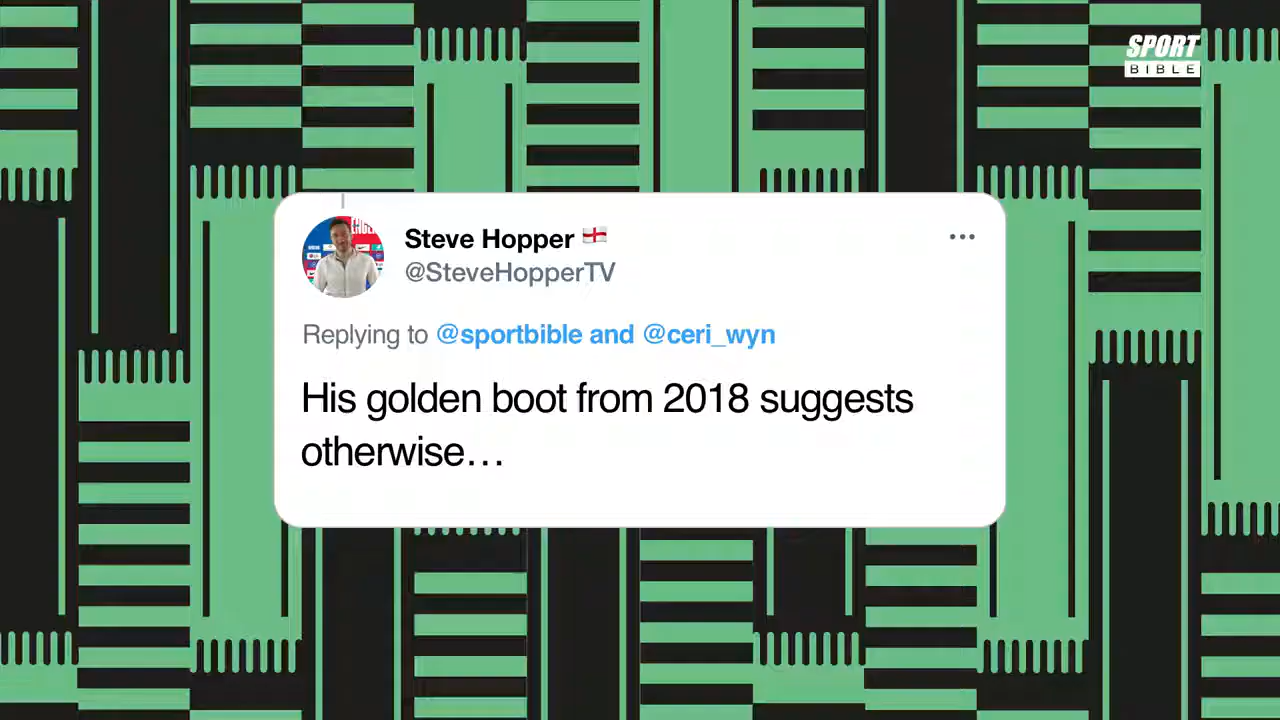 SPORT
BIBLE
Steve Hopper
@SteveHopperTV
Replying to @sportbible and @ceri_wyn
His golden boot from 2018 suggests
otherwise…